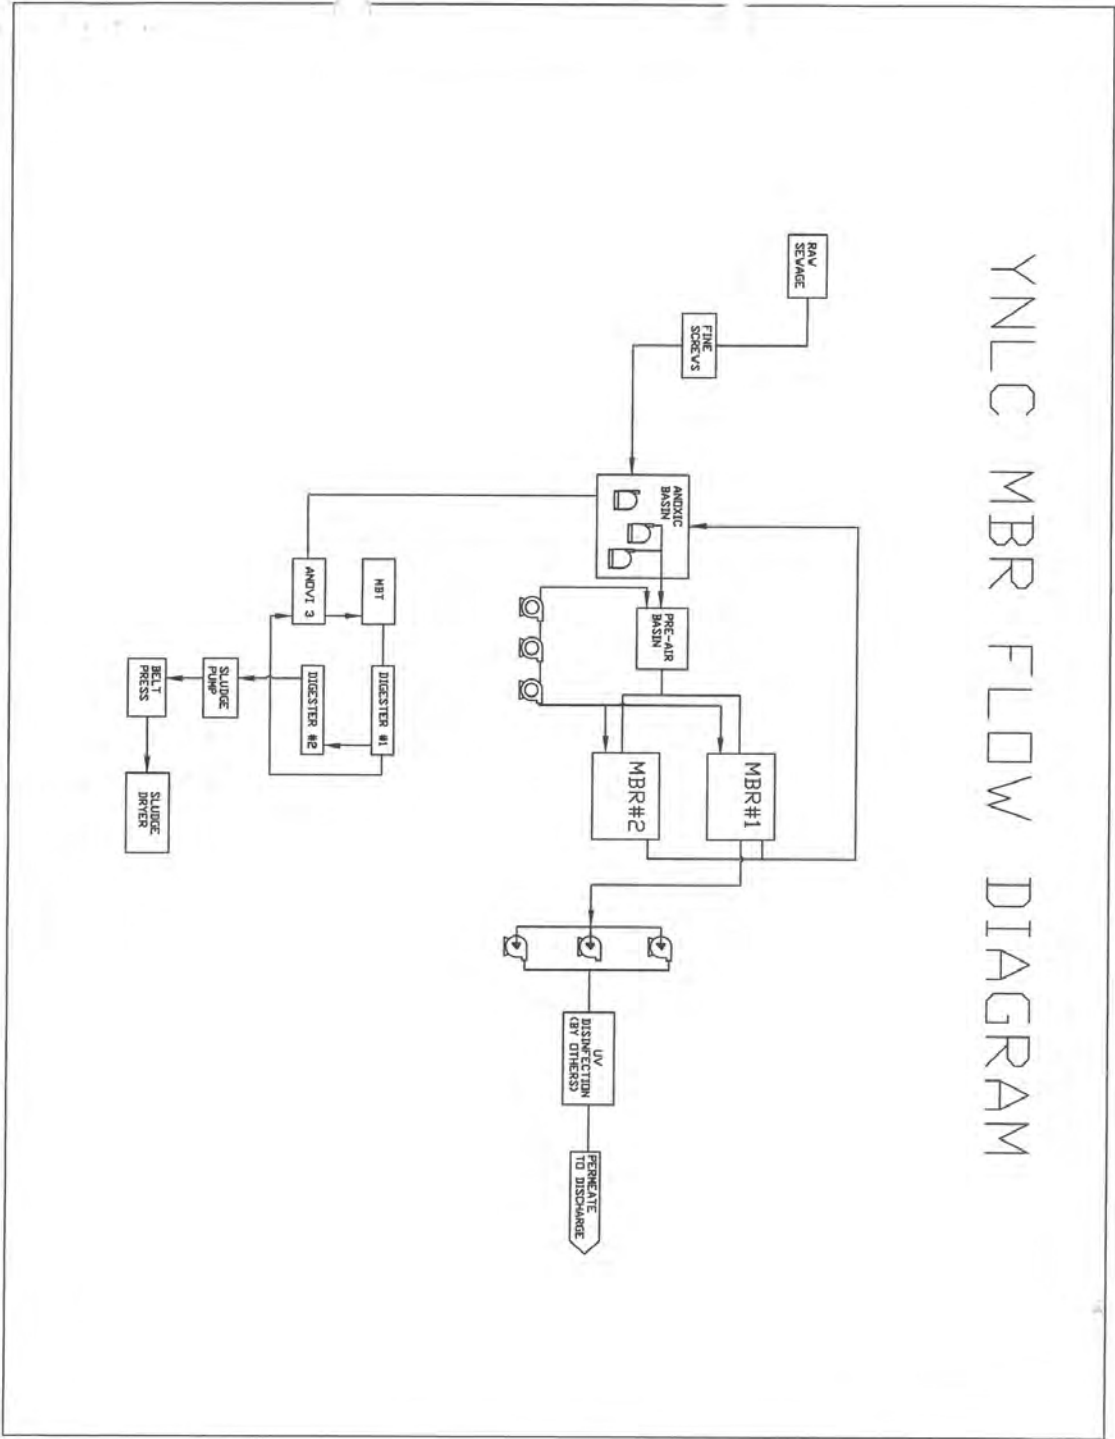 YNLC MBR FLOW DIAGRAM
RAW
SEWAGE
FINE
SCREWS
ANOXIC
BASIN
PRE-AIR
BASIN
MBR#1
MBR#2
UV
DISINFECTION
(BY OTHERS)
PERMEATE
TO DISCHARGE
ANOVI 3
MBT
DIGESTER #1
DIGESTER #2
SLUDGE
PUMP
BELT
PRESS
SLUDGE
DRYER